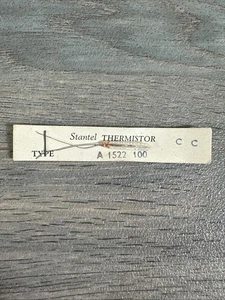 Stantel THERMISTOR
C C
TYPE
A 1522 100